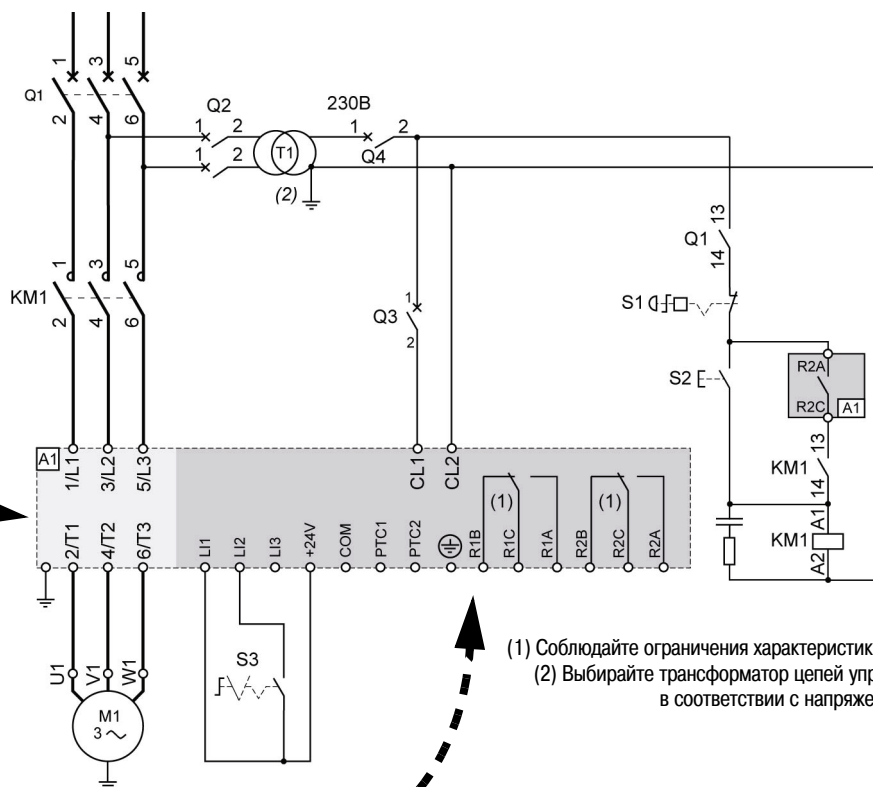 1 3 5
Q1
2 4 6
Q2
1 2
1 2
T1
(2)
230В
1 2
Q4
13
Q1
14
1 3 5
KM1
2 4 6
1
Q3
2
S1
S2
R2A
R2C A1
13
KM1
14
A1
KM1
A2
A1
1/L1 3/L2 5/L3
CL1 CL2
2/T1 4/T2 6/T3
LI1 LI2 LI3 +24V COM PTC1 PTC2
R1B R1C R1A R2B R2C R2A
(1) (1)
S3
U1 V1 W1
M1
3
(1) Соблюдайте ограничения характеристик
(2) Выбирайте трансформатор цепей упр
в соответствии с напряже